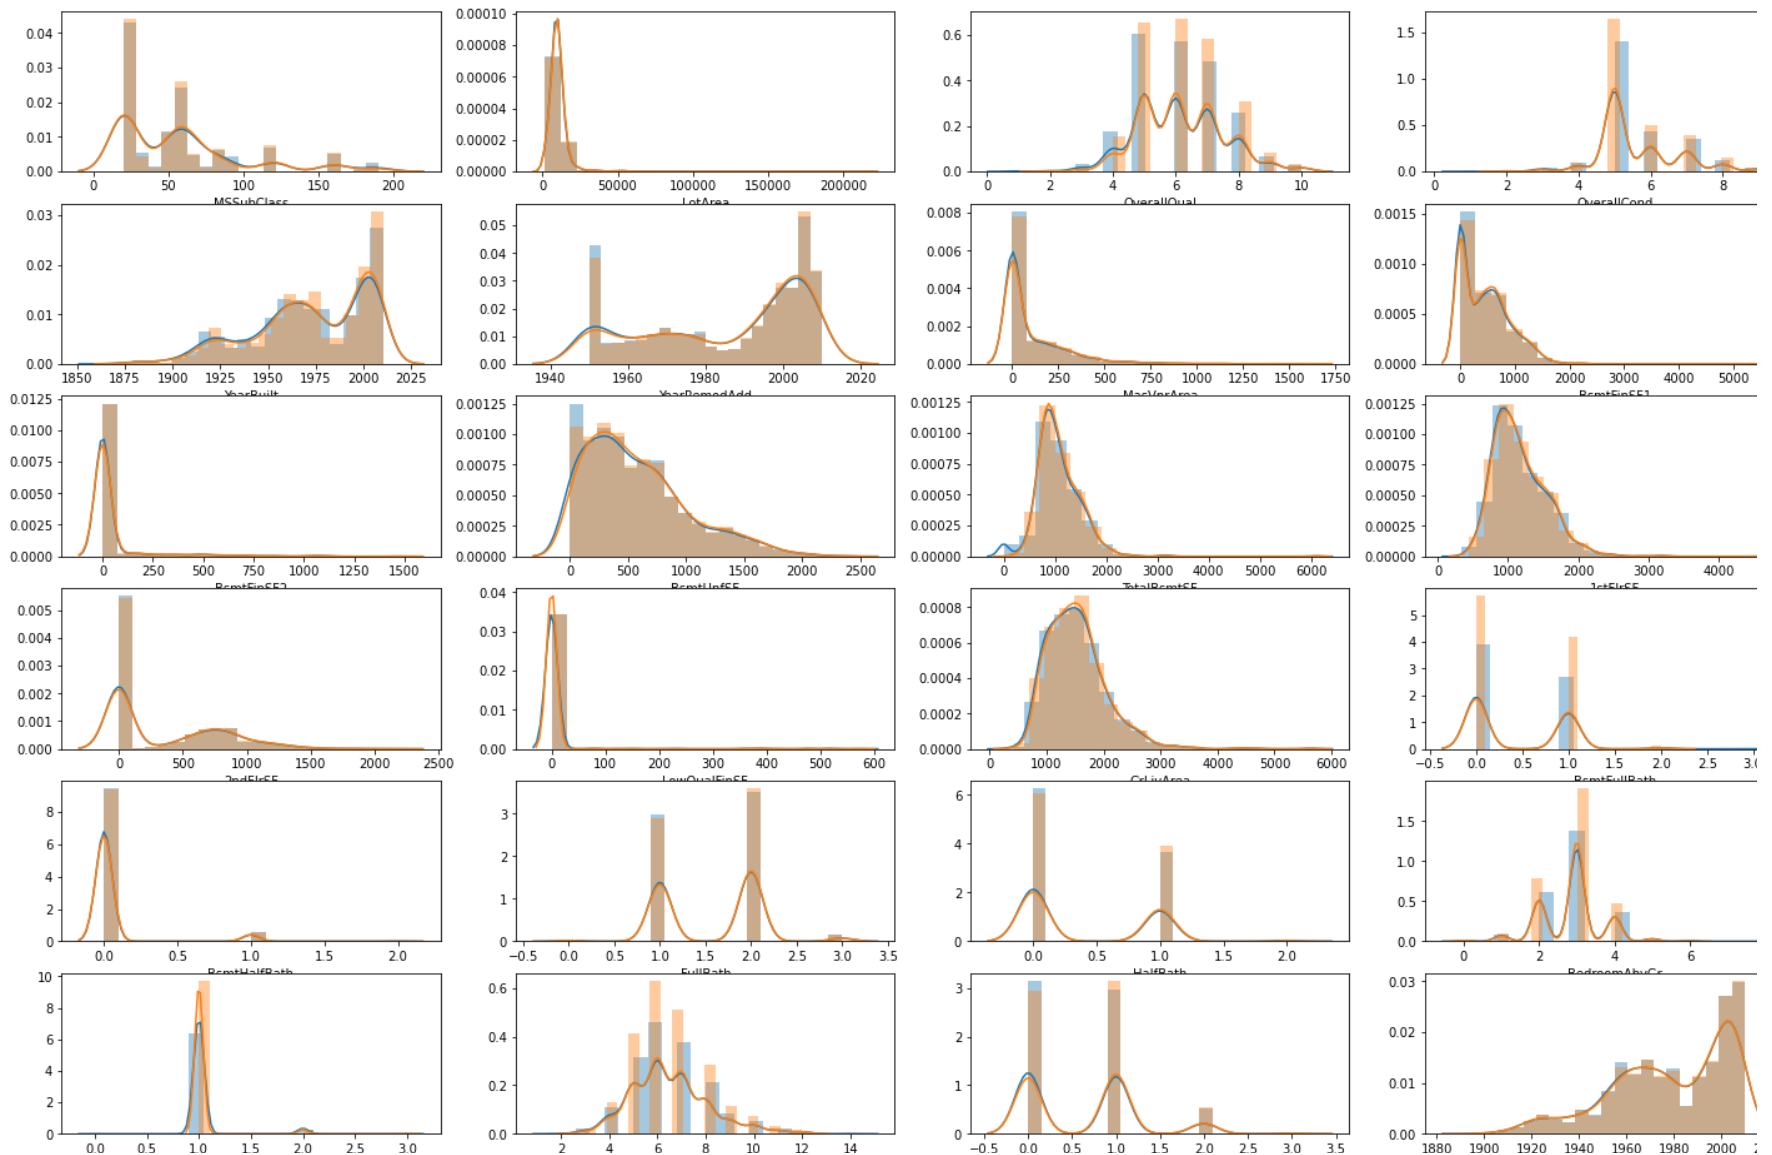 0.04
0.03
0.02
0.01
0.00
0 50 100 150 200
MSSubClass
0.00010
0.00008
0.00006
0.00004
0.00002
0.00000
0 50000 100000 150000 200000
LotArea
0.6
0.4
0.2
0.0
0 2 4 6 8 10
OverallQual
1.5
1.0
0.5
0.0
0 2 4 6 8
OverallCond
0.03
0.02
0.01
0.00
1850 1875 1900 1925 1950 1975 2000 2025
YearBuilt
0.05
0.04
0.03
0.02
0.01
0.00
1940 1960 1980 2000 2020
YearRemodAdd
0.008
0.006
0.004
0.002
0.000
0 250 500 750 1000 1250 1500 1750
MasVnrArea
0.0015
0.0010
0.0005
0.0000
0 1000 2000 3000 4000 5000
BsmtFinSF1
0.0125
0.0100
0.0075
0.0050
0.0025
0.0000
0 250 500 750 1000 1250 1500
BsmtFinSF2
0.00125
0.00100
0.00075
0.00050
0.00025
0.00000
0 500 1000 1500 2000 2500
BsmtUnfSF
0.00125
0.00100
0.00075
0.00050
0.00025
0.00000
0 1000 2000 3000 4000 5000 6000
TotalBsmtSF
0.00125
0.00100
0.00075
0.00050
0.00025
0.00000
0 1000 2000 3000 4000
1stFlrSF
0.005
0.004
0.003
0.002
0.001
0.000
0 500 1000 1500 2000 2500
2ndFlrSF
0.04
0.03
0.02
0.01
0.00
0 100 200 300 400 500 600
LowQualFinSF
0.0008
0.0006
0.0004
0.0002
0.0000
0 1000 2000 3000 4000 5000 6000
GrLivArea
5
4
3
2
1
0
−0.5 0.0 0.5 1.0 1.5 2.0 2.5
BsmtFullBath
8
6
4
2
0
0.0 0.5 1.0 1.5 2.0
BsmtHalfBath
3
2
1
0
−0.5 0.0 0.5 1.0 1.5 2.0 2.5 3.0 3.5
FullBath
6
4
2
0
0.0 0.5 1.0 1.5 2.0
HalfBath
1.5
1.0
0.5
0.0
0 2 4 6
BedroomAbvGr
10
8
6
4
2
0
0.0 0.5 1.0 1.5 2.0 2.5 3.0
0.6
0.4
0.2
0.0
2 4 6 8 10 12 14
3
2
1
0
−0.5 0.0 0.5 1.0 1.5 2.0 2.5 3.0 3.5
0.03
0.02
0.01
0.00
1880 1900 1920 1940 1960 1980 2000